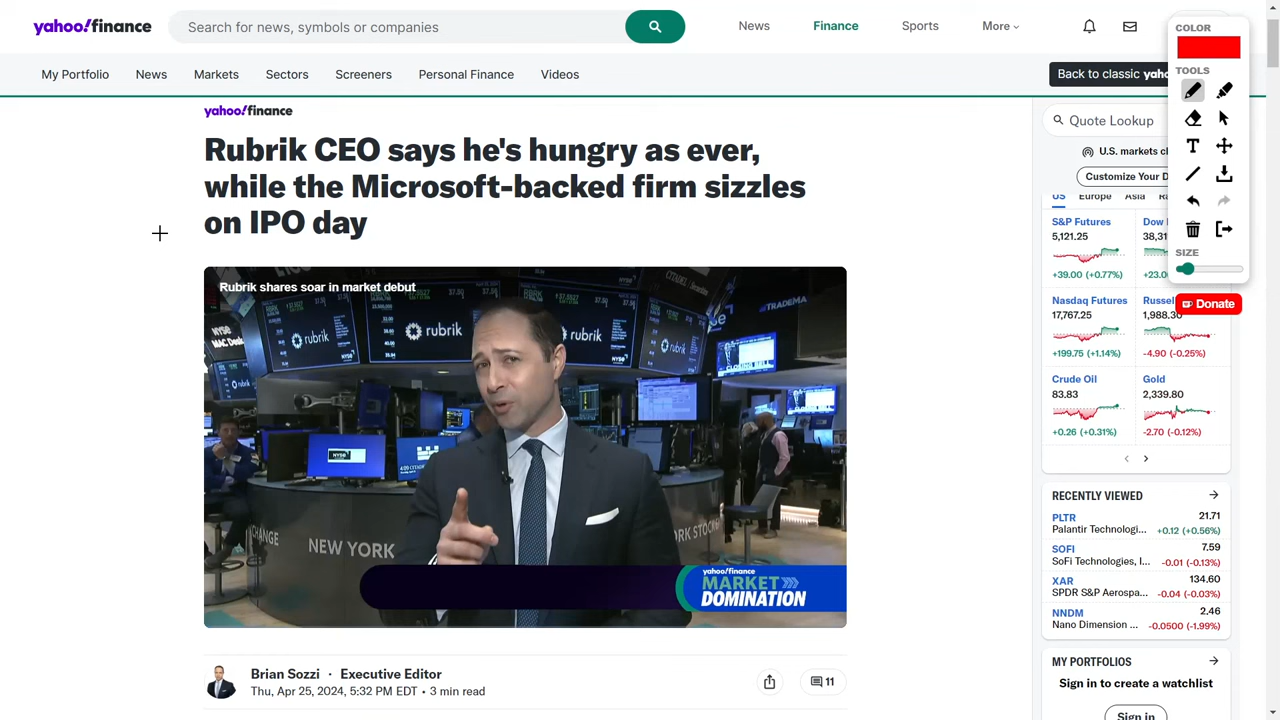 yahoo!finance
Search for news, symbols or companies
News
Finance
Sports
More
COLOR
TOOLS
SIZE
Donate
My Portfolio
News
Markets
Sectors
Screeners
Personal Finance
Videos
Back to classic
yahoo!finance
Rubrik CEO says he's hungry as ever,
while the Microsoft-backed firm sizzles
on IPO day
Rubrik shares soar in market debut
rubrik
rubrik
rubrik
rubrik
NYSE
NEW YORK
yahoo!finance
MARKET
DOMINATION
Brian Sozzi · Executive Editor
Thu, Apr 25, 2024, 5:32 PM EDT • 3 min read
11
Quote Lookup
U.S. markets cl
Customize Your D
US Europe Asia
S&P Futures
5,121.25
+39.00 (+0.77%)
Dow
38,31
+23.0
Nasdaq Futures
17,767.25
+199.75 (+1.14%)
Russel
1,988.30
-4.90 (-0.25%)
Crude Oil
83.83
+0.26 (+0.31%)
Gold
2,339.80
-2.70 (-0.12%)
RECENTLY VIEWED
PLTR 21.71
Palantir Technologi... +0.12 (+0.56%)
SOFI 7.59
SoFi Technologies, I... -0.01 (-0.13%)
XAR 134.60
SPDR S&P Aerospa... -0.04 (-0.03%)
NNDM 2.46
Nano Dimension ... -0.0500 (-1.99%)
MY PORTFOLIOS
Sign in to create a watchlist
Sign in